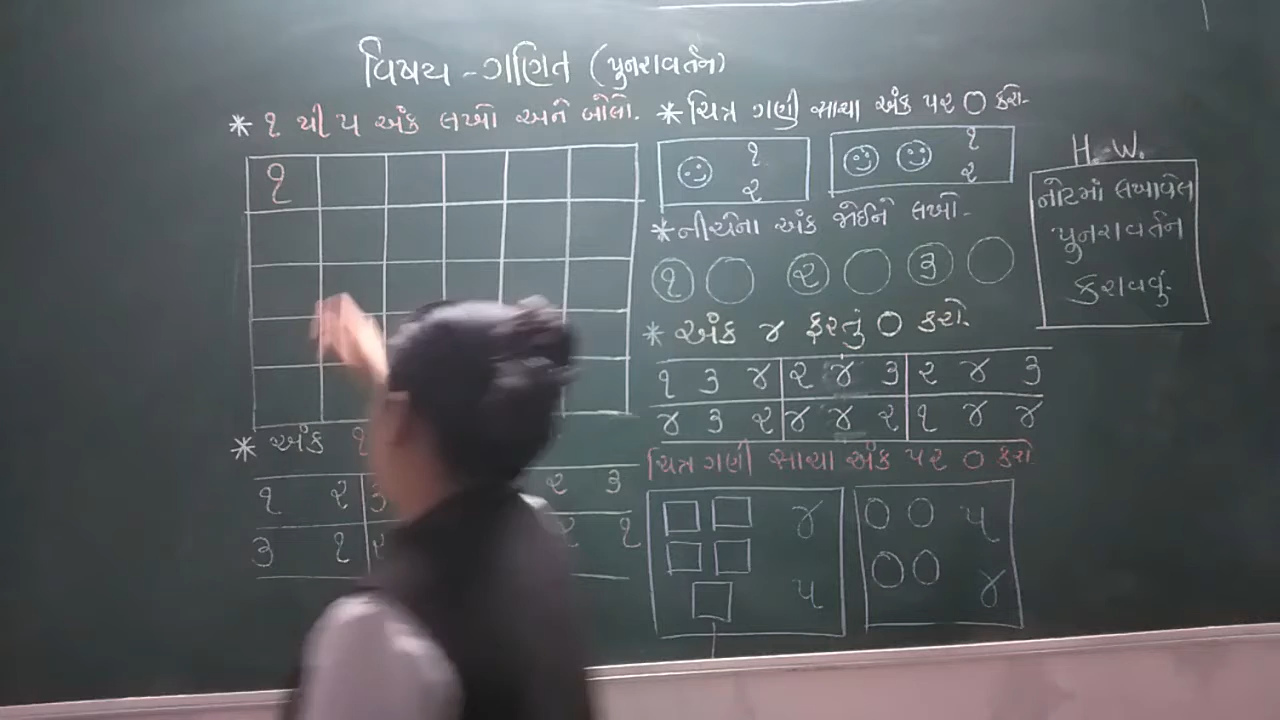 વિષય - ગણિત (પુનરાવર્તન)
* ૧ થી ૫ અંક લખો અને બોલો.
૧
* અંક ૧
૧ ૨ ૩ ૨ ૩
૩ ૧ ૨ ૧
* ચિત્ર ગણી સાચા અંક પર O કરો.
૧
૨
૧
૨
* નીચેના અંક જોઈને લખો.
૧ ૨ ૩
* અંક ૪ ફરતું O કરો.
૧ ૩ ૪ ૨ ૪ ૩ ૨ ૪ ૩
૪ ૩ ૨ ૪ ૪ ૨ ૧ ૪ ૪
ચિત્ર ગણી સાચા અંક પર O કરો
૪
૫
૫
૪
H.W.
નોટમાં લખાવેલ
પુનરાવર્તન
કરાવવું.